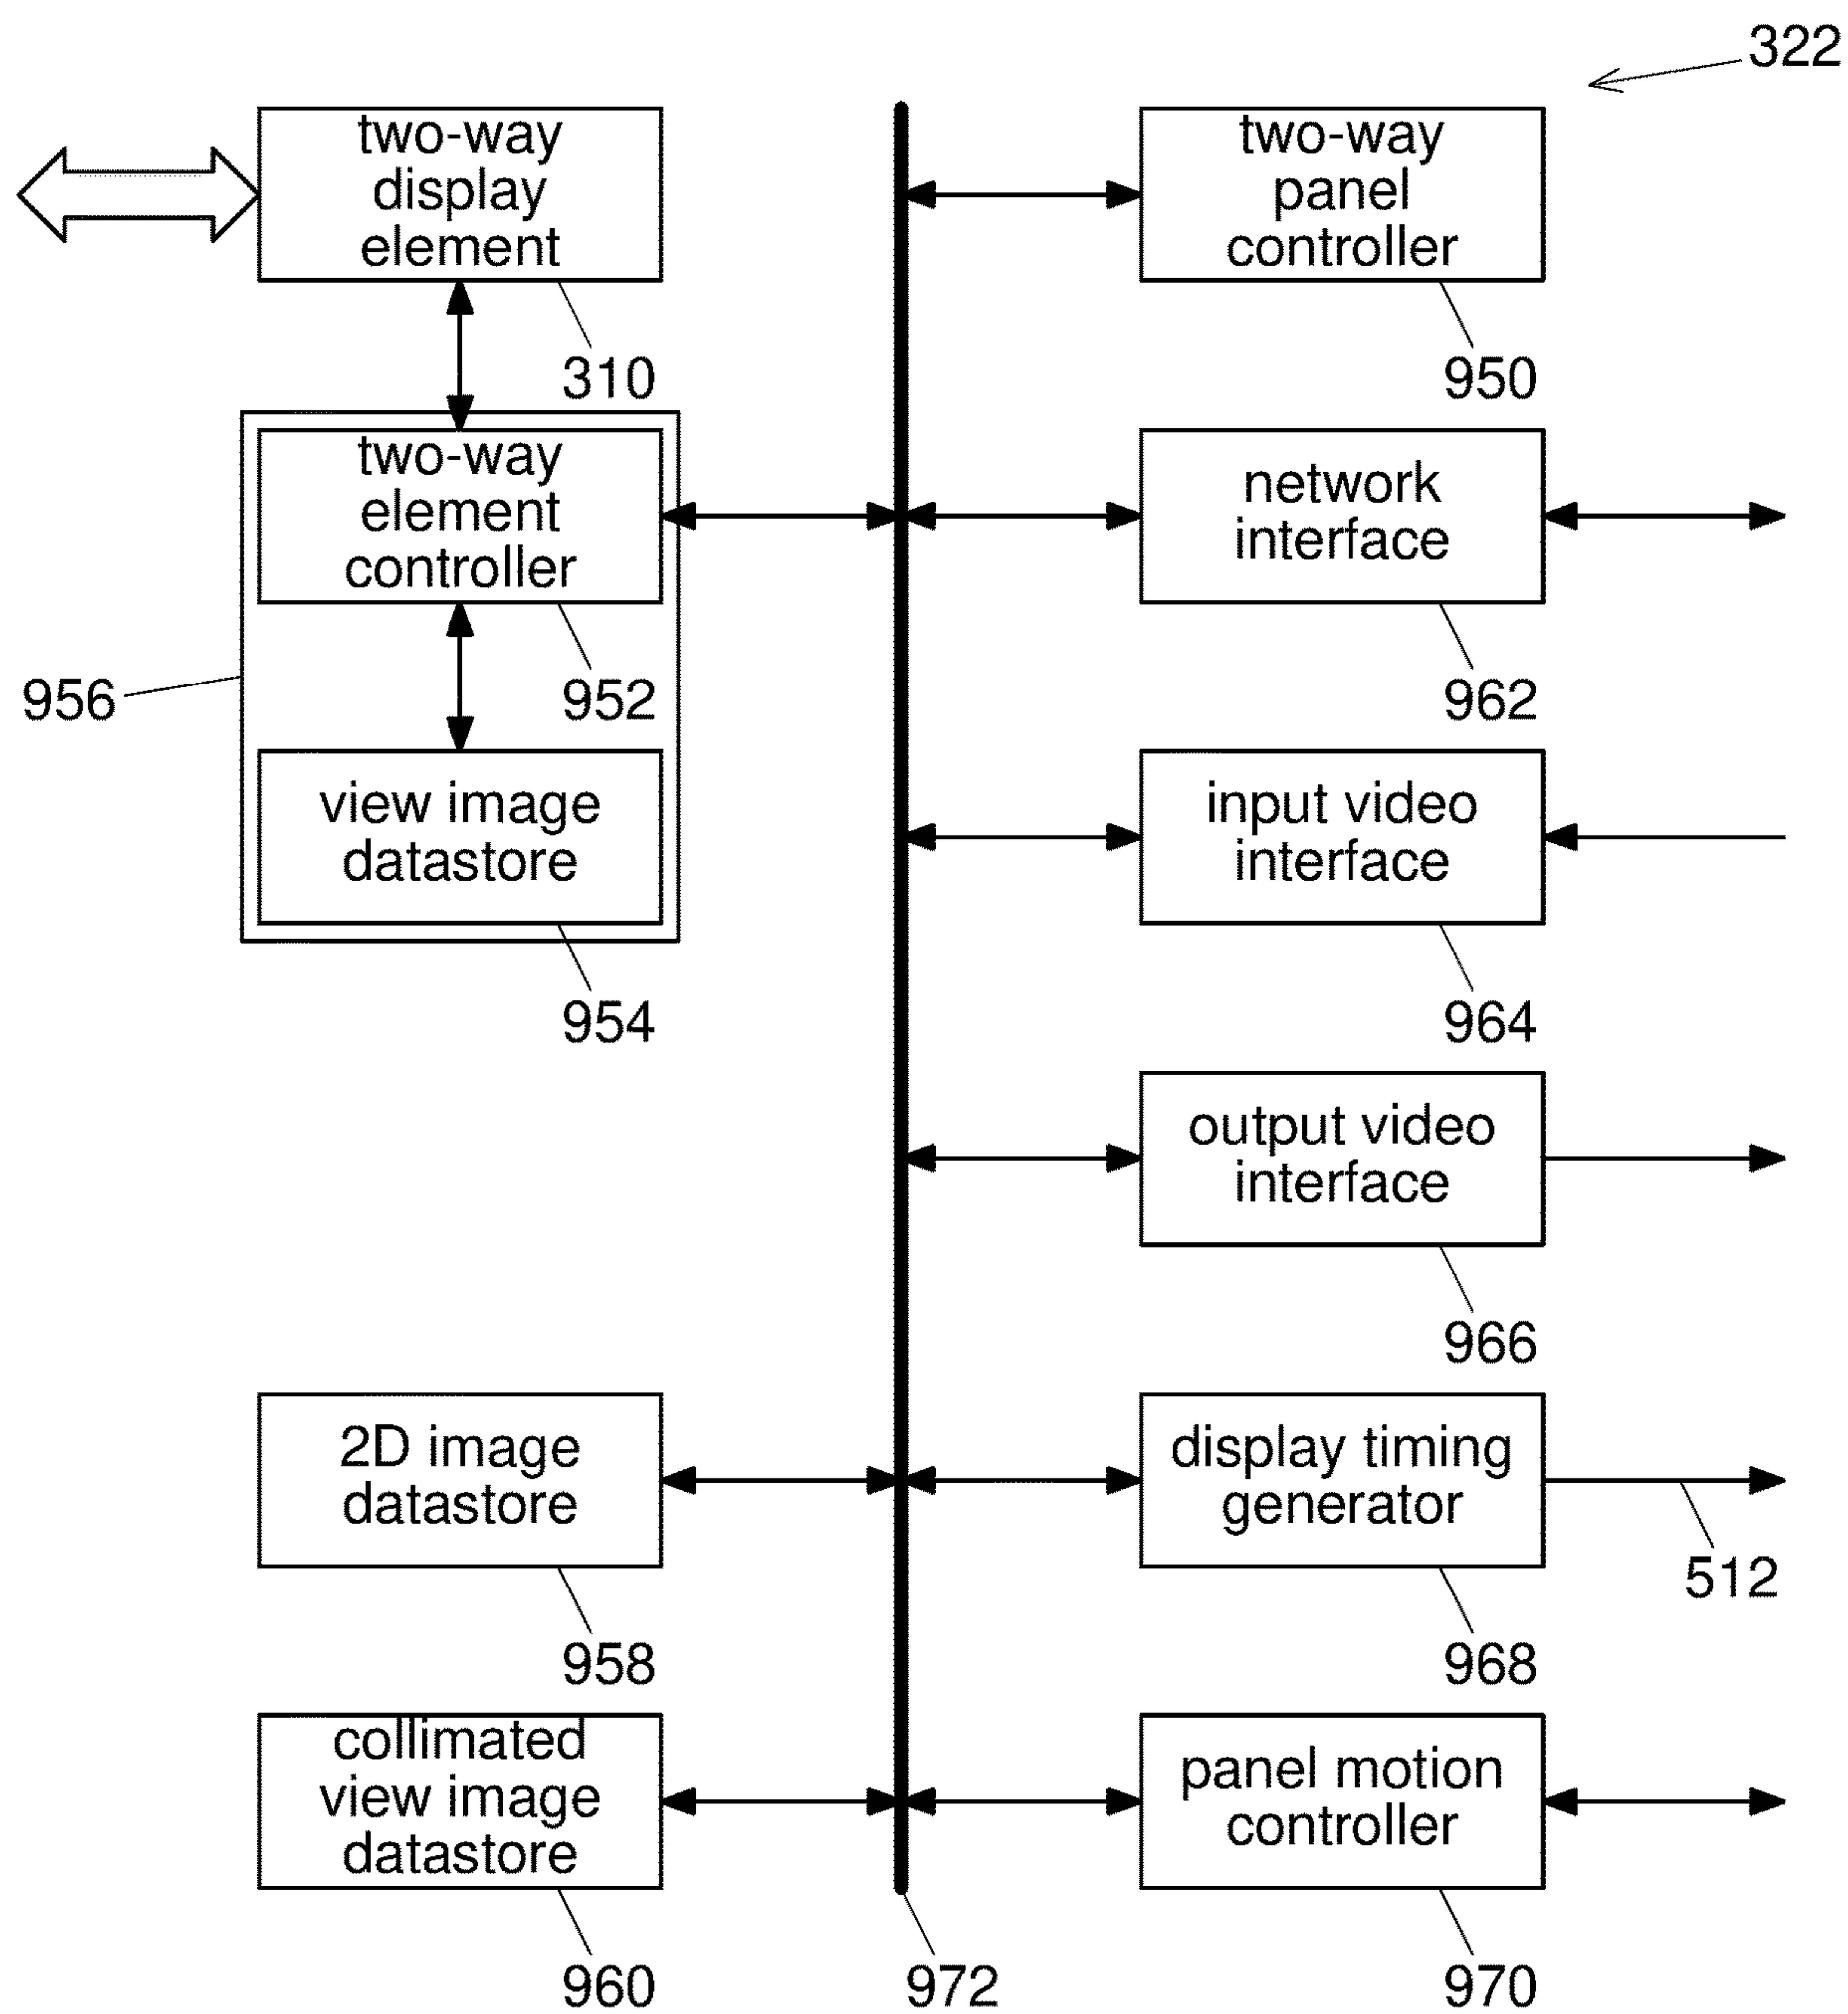 322
two-way
display
element
310
two-way
panel
controller
950
two-way
element
controller
952
network
interface
962
956
view image
datastore
954
input video
interface
964
output video
interface
966
2D image
datastore
958
display timing
generator
512
968
collimated
view image
datastore
960
972
panel motion
controller
970